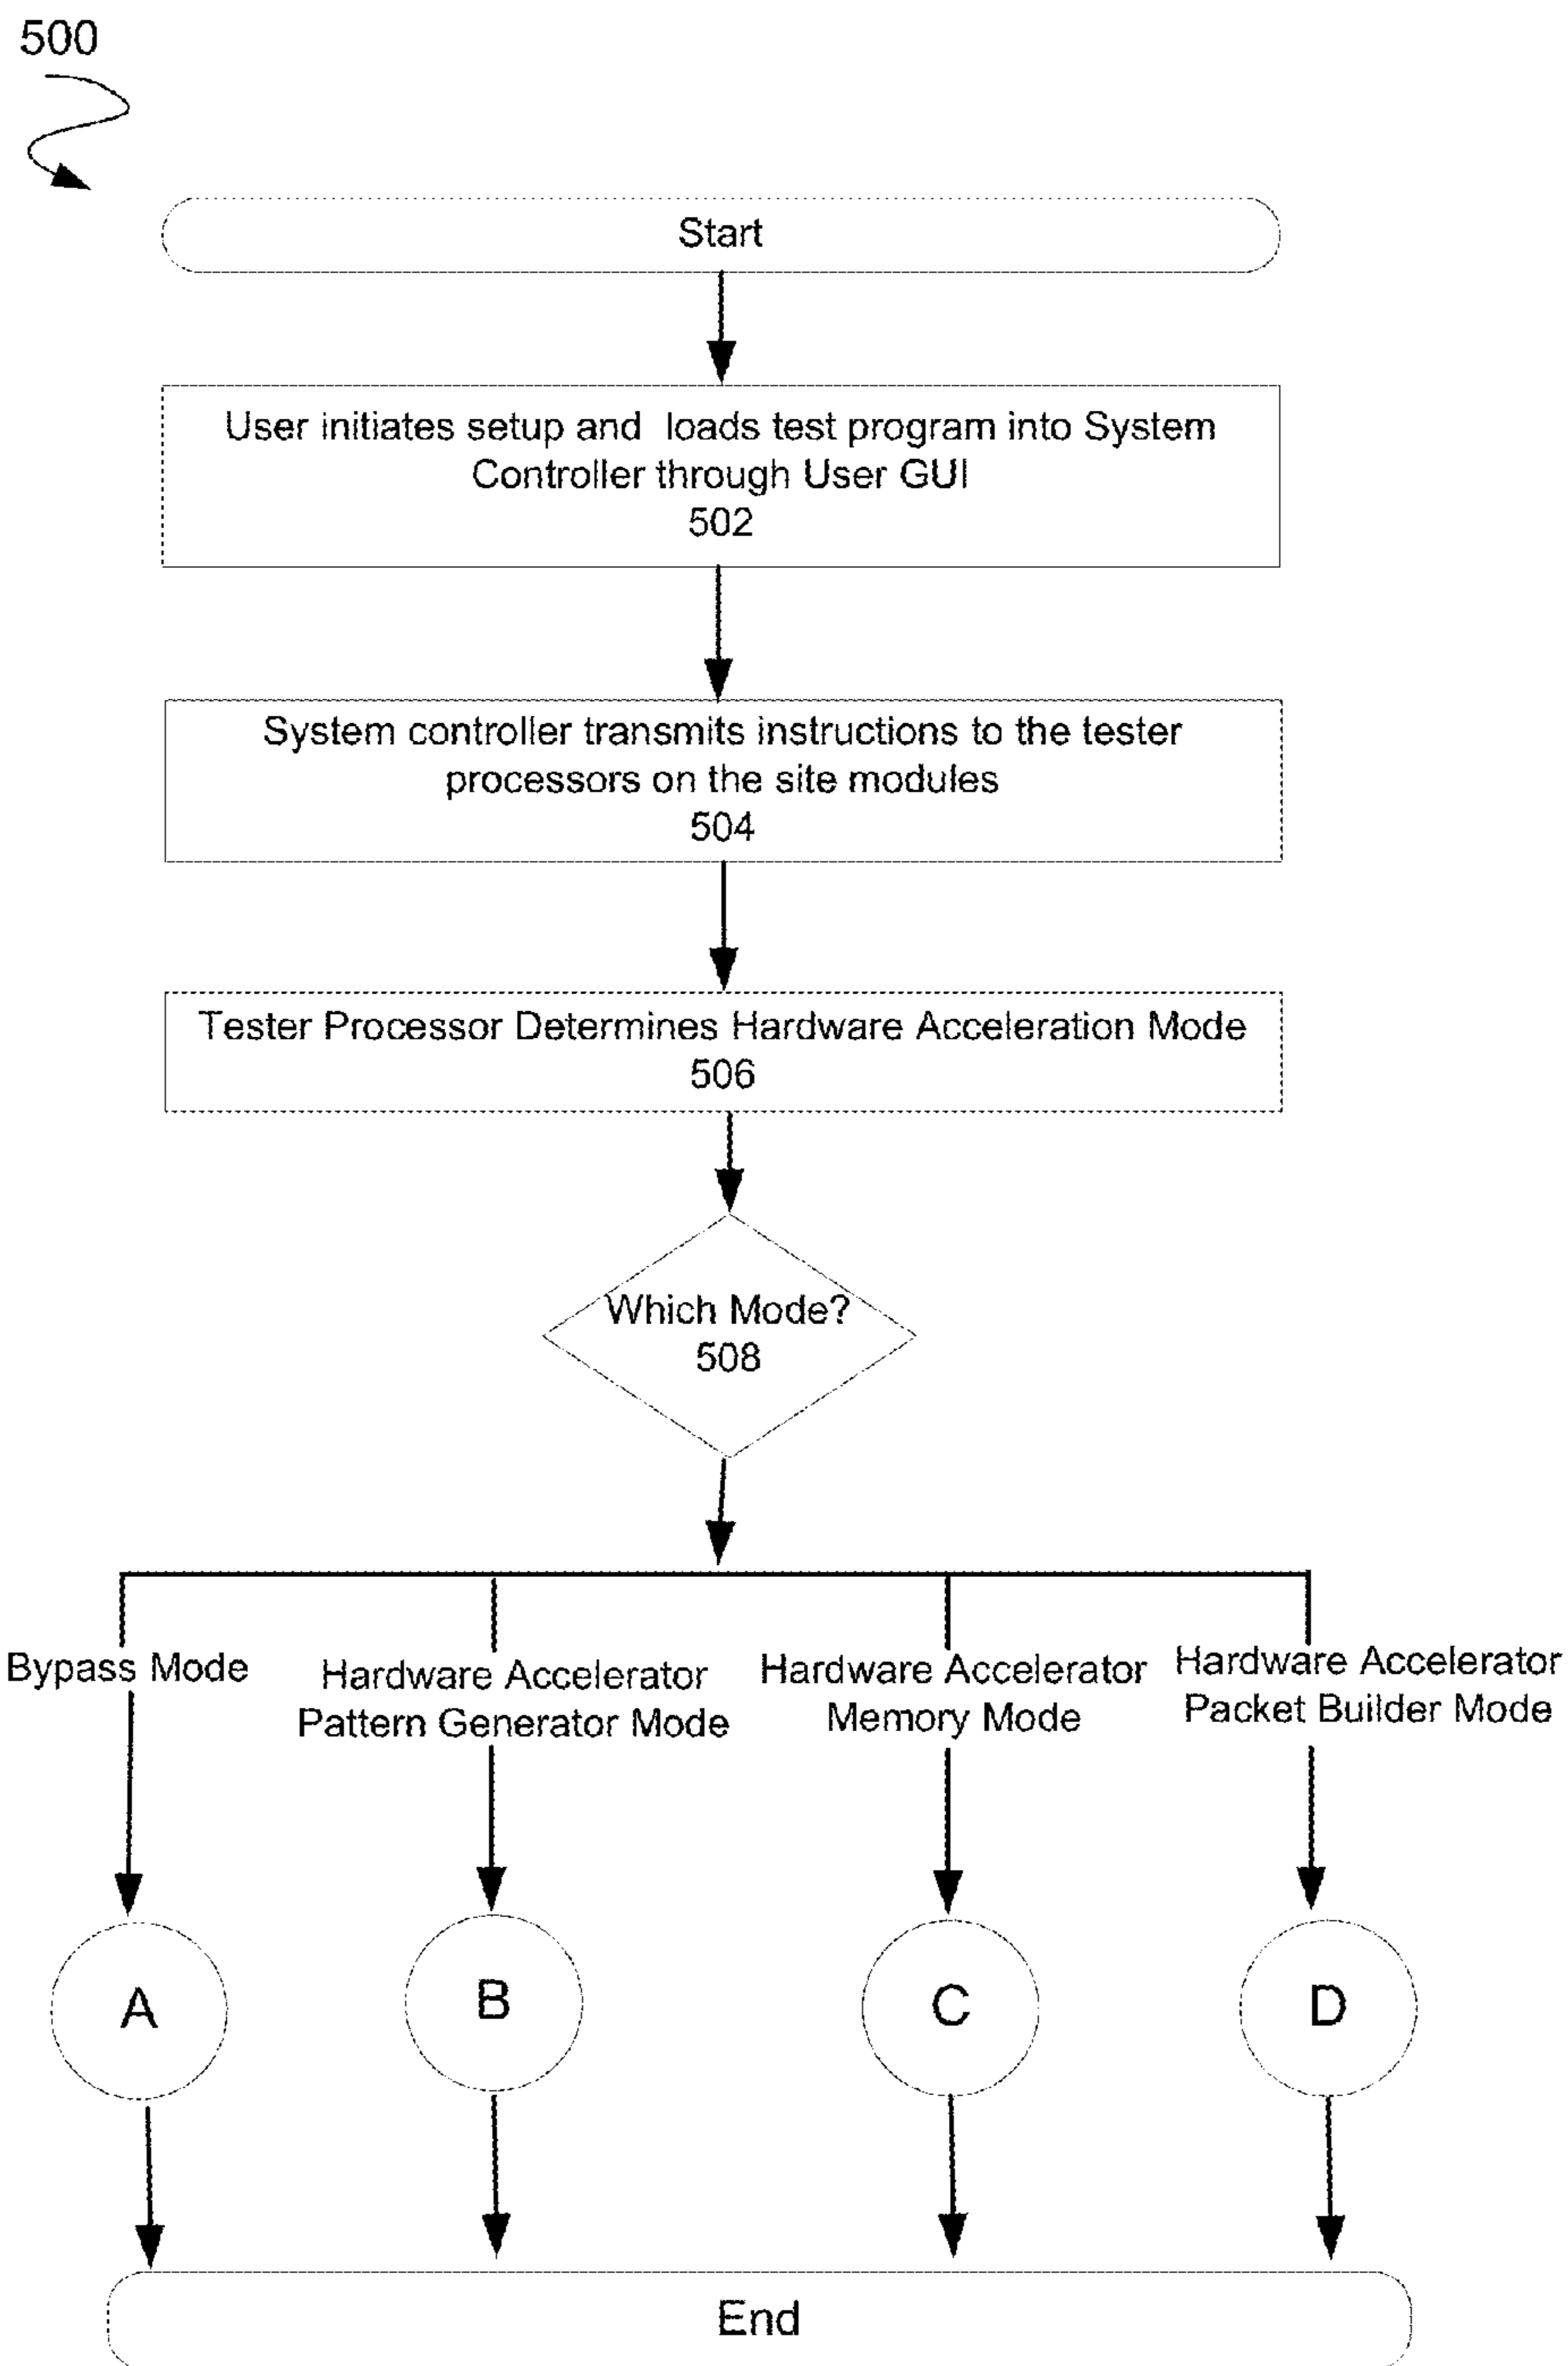 500
Start
User initiates setup and loads test program into System
Controller through User GUI
502
System controller transmits instructions to the tester
processors on the site modules
504
Tester Processor Determines Hardware Acceleration Mode
506
Which Mode?
508
Bypass Mode
Hardware Accelerator
Pattern Generator Mode
Hardware Accelerator
Memory Mode
Hardware Accelerator
Packet Builder Mode
A
B
C
D
End